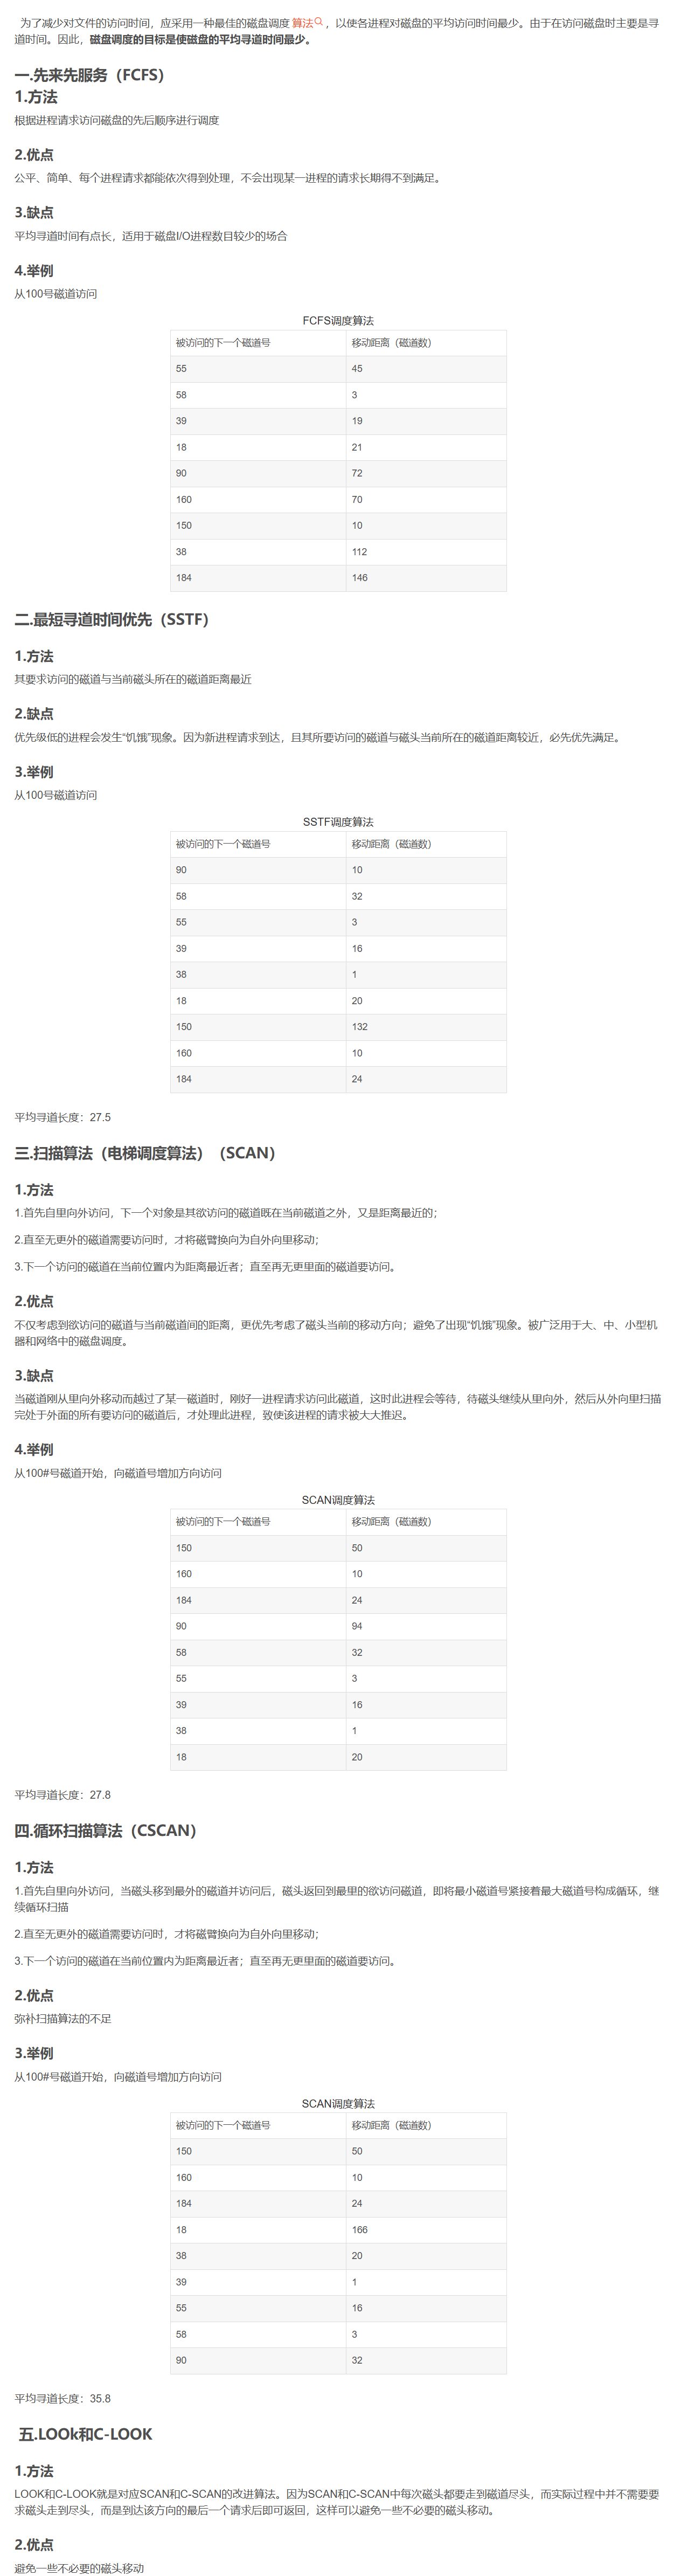 为了减少对文件的访问时间，应采用一种最佳的磁盘调度 算法，以使各进程对磁盘的平均访问时间最少。由于在访问磁盘时主要是寻
道时间。因此，磁盘调度的目标是使磁盘的平均寻道时间最少。
一.先来先服务（FCFS）
1.方法
根据进程请求访问磁盘的先后顺序进行调度
2.优点
公平、简单、每个进程请求都能依次得到处理，不会出现某一进程的请求长期得不到满足。
3.缺点
平均寻道时间有点长，适用于磁盘I/O进程数目较少的场合
4.举例
从100号磁道访问
FCFS调度算法
被访问的下一个磁道号 移动距离（磁道数）
55 45
58 3
39 19
18 21
90 72
160 70
150 10
38 112
184 146
二.最短寻道时间优先（SSTF）
1.方法
其要求访问的磁道与当前磁头所在的磁道距离最近
2.缺点
优先级低的进程会发生“饥饿”现象。因为新进程请求到达，且其所要访问的磁道与磁头当前所在的磁道距离较近，必先优先满足。
3.举例
从100号磁道访问
SSTF调度算法
被访问的下一个磁道号 移动距离（磁道数）
90 10
58 32
55 3
39 16
38 1
18 20
150 132
160 10
184 24
平均寻道长度：27.5
三.扫描算法（电梯调度算法）（SCAN）
1.方法
1.首先自里向外访问，下一个对象是其欲访问的磁道既在当前磁道之外，又是距离最近的；
2.直至无更外的磁道需要访问时，才将磁臂换向为自外向里移动；
3.下一个访问的磁道在当前位置内为距离最近者；直至再无更里面的磁道要访问。
2.优点
不仅考虑到欲访问的磁道与当前磁道间的距离，更优先考虑了磁头当前的移动方向；避免了出现“饥饿”现象。被广泛用于大、中、小型机
器和网络中的磁盘调度。
3.缺点
当磁道刚从里向外移动而越过了某一磁道时，刚好一进程请求访问此磁道，这时此进程会等待，待磁头继续从里向外，然后从外向里扫描
完处于外面的所有要访问的磁道后，才处理此进程，致使该进程的请求被大大推迟。
4.举例
从100#号磁道开始，向磁道号增加方向访问
SCAN调度算法
被访问的下一个磁道号 移动距离（磁道数）
150 50
160 10
184 24
90 94
58 32
55 3
39 16
38 1
18 20
平均寻道长度：27.8
四.循环扫描算法（CSCAN）
1.方法
1.首先自里向外访问，当磁头移到最外的磁道并访问后，磁头返回到最里的欲访问磁道，即将最小磁道号紧接着最大磁道号构成循环，继
续循环扫描
2.直至无更外的磁道需要访问时，才将磁臂换向为自外向里移动；
3.下一个访问的磁道在当前位置内为距离最近者；直至再无更里面的磁道要访问。
2.优点
弥补扫描算法的不足
3.举例
从100#号磁道开始，向磁道号增加方向访问
SCAN调度算法
被访问的下一个磁道号 移动距离（磁道数）
150 50
160 10
184 24
18 166
38 20
39 1
55 16
58 3
90 32
平均寻道长度：35.8
五.LOOk和C-LOOK
1.方法
LOOK和C-LOOK就是对应SCAN和C-SCAN的改进算法。因为SCAN和C-SCAN中每次磁头都要走到磁道尽头，而实际过程中并不需要要
求磁头走到尽头，而是到达该方向的最后一个请求后即可返回，这样可以避免一些不必要的磁头移动。
2.优点
避免一些不必要的磁头移动